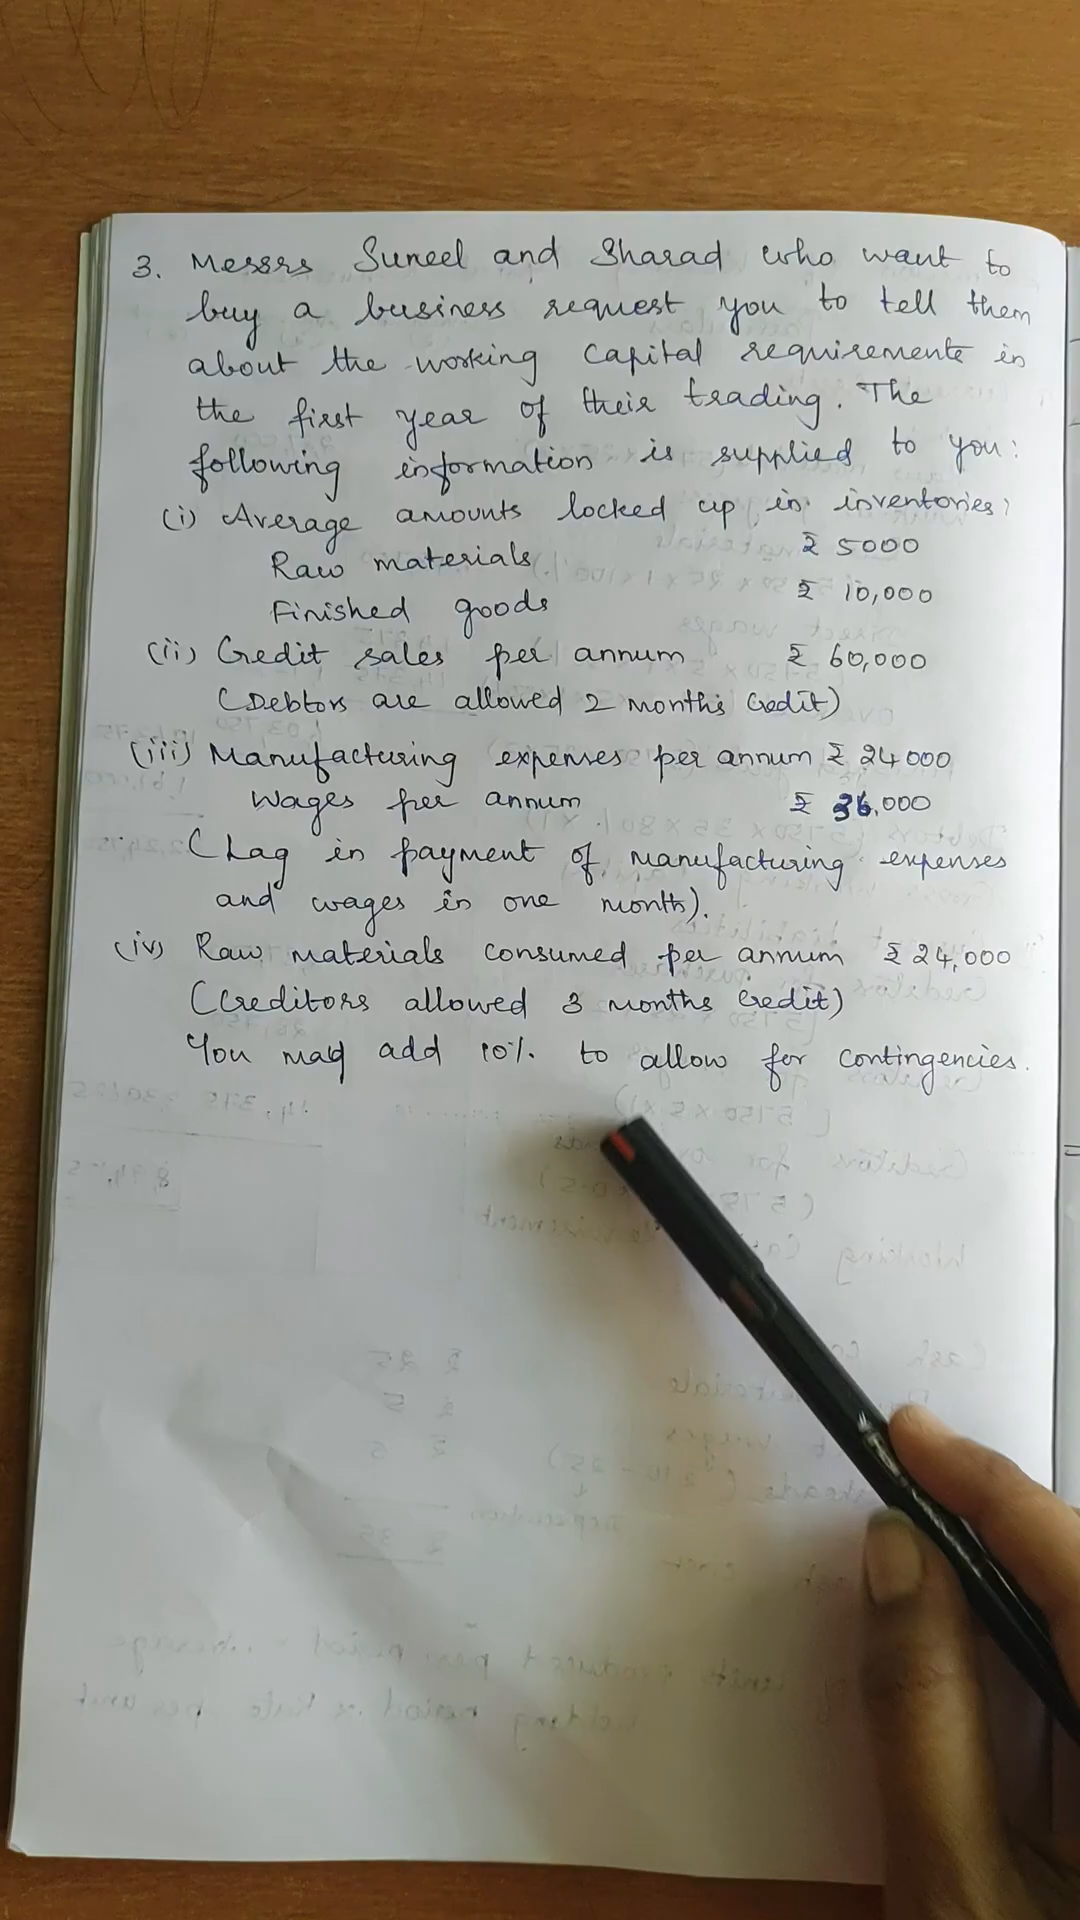 3. Messrs Suneel and Sharad who want to
buy a business request you to tell them
about the working capital requirements in
the first year of their trading. The
following information is supplied to you:
(i) Average amounts locked up in inventories:
Raw materials ₹ 5000
Finished goods ₹ 10,000
(ii) Credit sales per annum ₹ 60,000
(Debtors are allowed 2 months credit)
(iii) Manufacturing expenses per annum ₹ 24000
Wages per annum ₹ 36,000
(Lag in payment of manufacturing expenses
and wages is one month).
(iv) Raw materials consumed per annum ₹ 24,000
(Creditors allowed 3 months credit)
You may add 10% to allow for contingencies.